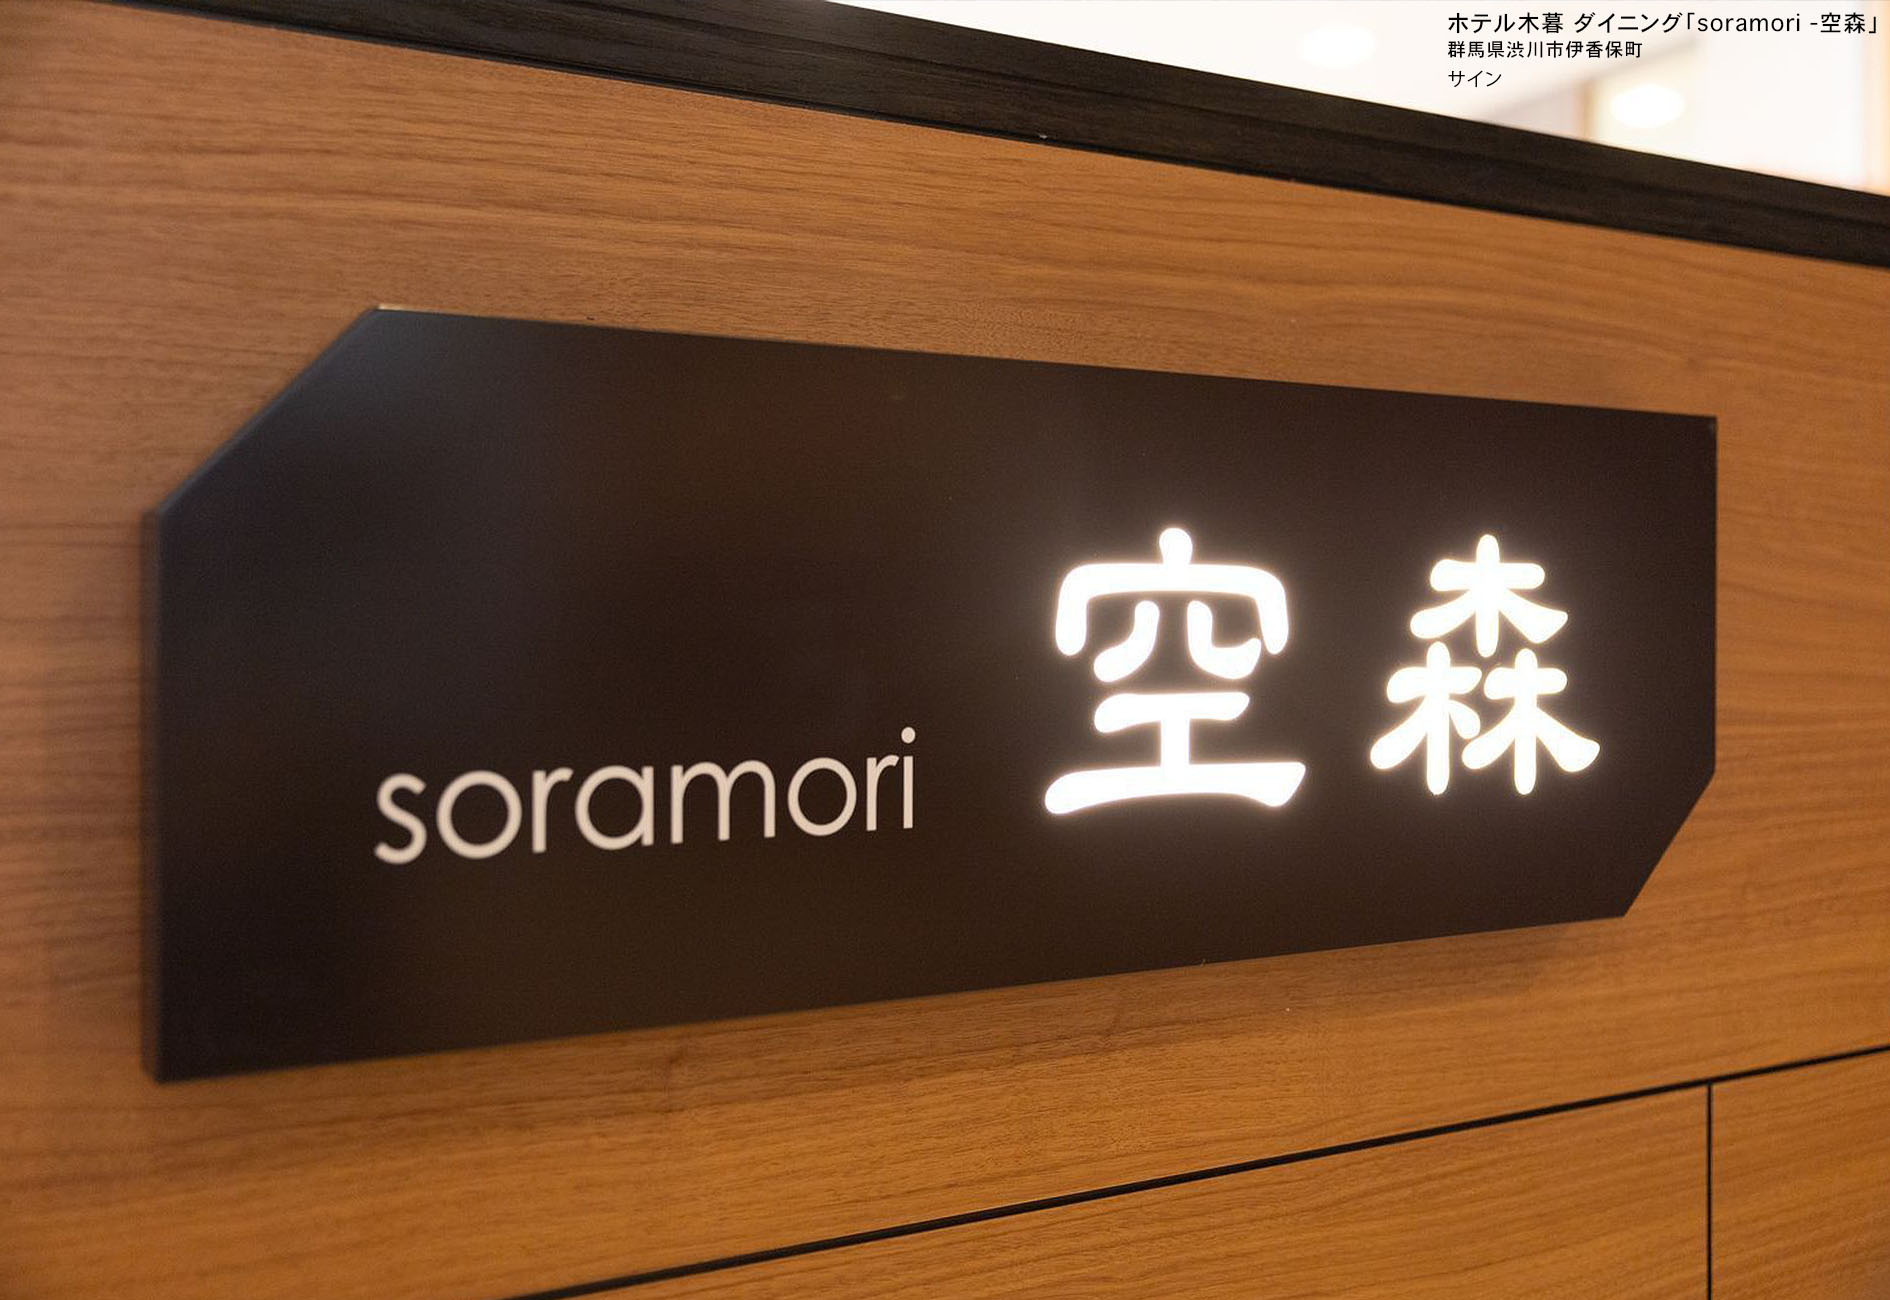 ホテル木暮 ダイニング「soramori -空森」
群馬県渋川市伊香保町
サイン
soramori 空森